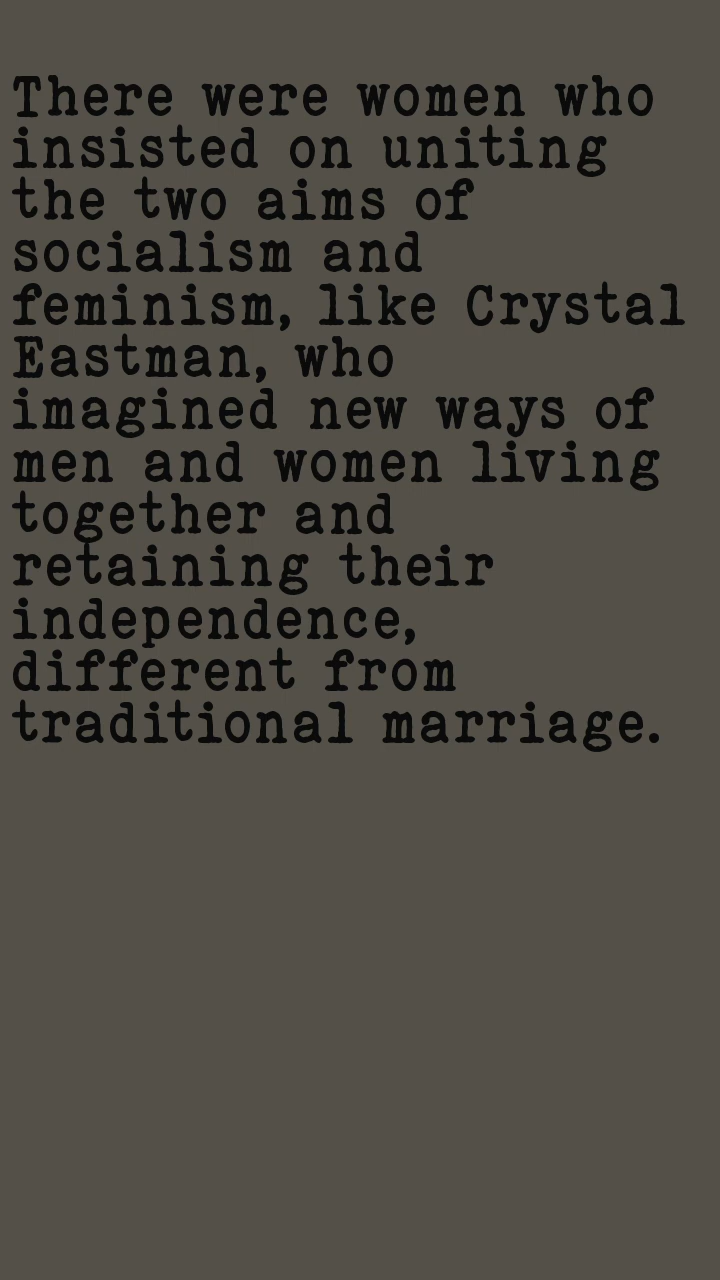 There were women who
insisted on uniting
the two aims of
socialism and
feminism, like Crystal
Eastman, who
imagined new ways of
men and women living
together and
retaining their
independence,
different from
traditional marriage.